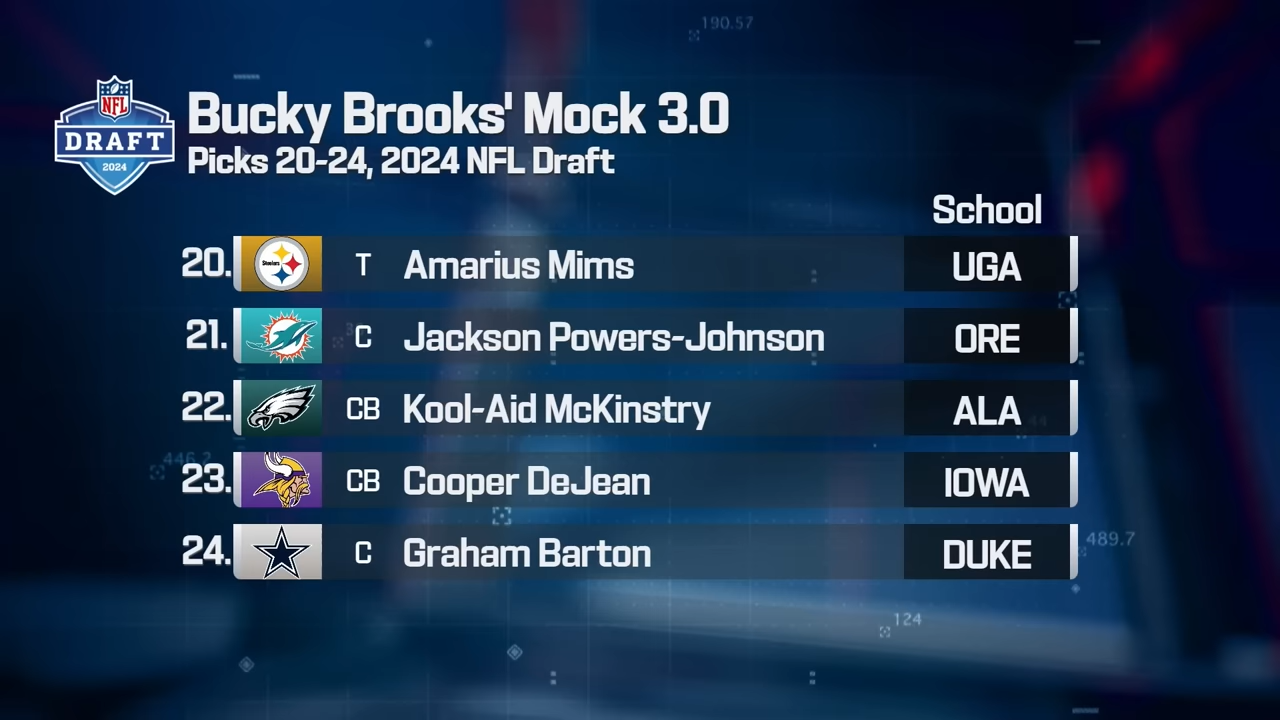 190.57
NFL
DRAFT
2024
Bucky Brooks' Mock 3.0
Picks 20-24, 2024 NFL Draft
School
20. Steelers T Amarius Mims UGA
21. C Jackson Powers-Johnson ORE
22. CB Kool-Aid McKinstry ALA
446.2
23. CB Cooper DeJean IOWA
24. C Graham Barton DUKE
489.7
124